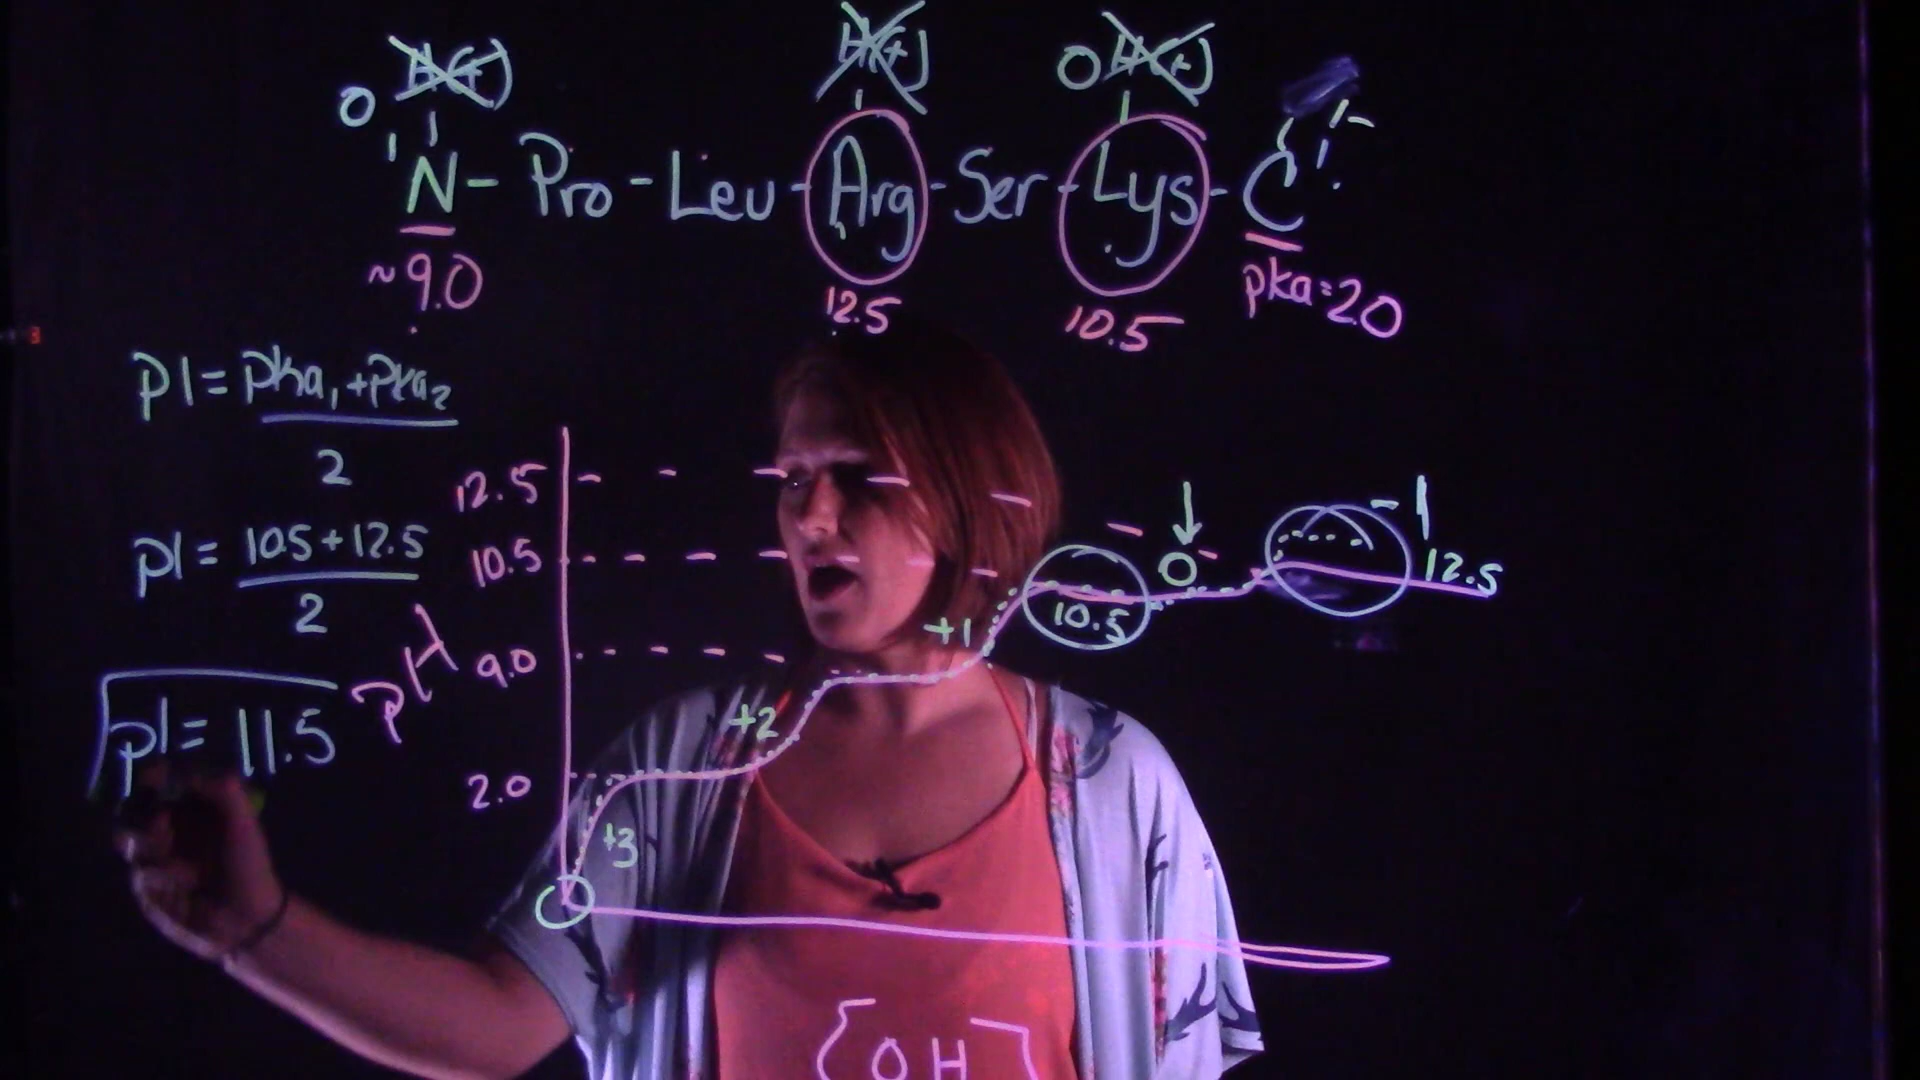 H(+) H(+) O H(+)
O
N - Pro - Leu - Arg - Ser - Lys - C -
~9.0 12.5 10.5 pka=2.0
pI = pka1 + pka2
2
pI = 10.5 + 12.5
2
pI = 11.5
pH
12.5
10.5
9.0
2.0
+3
+2
+1
10.5
O
-1
12.5
[OH]